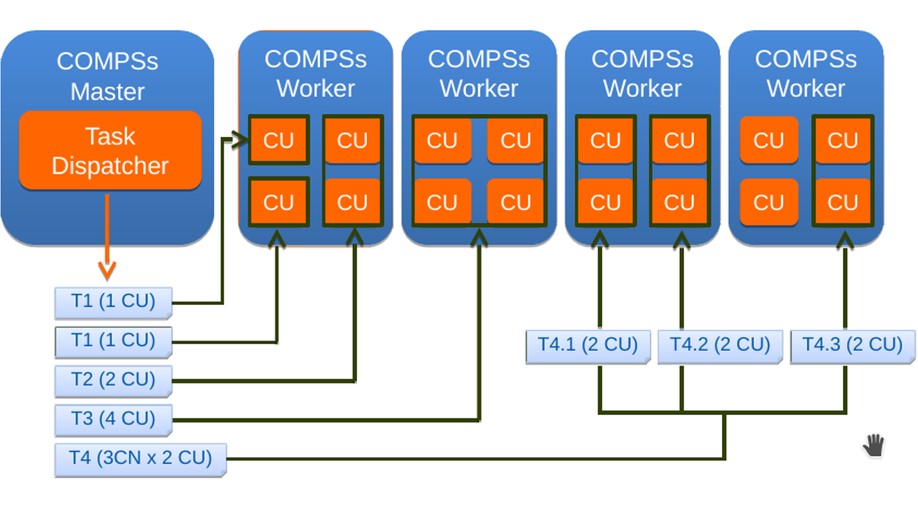 COMPSs
Master
Task
Dispatcher
COMPSs
Worker
CU
CU
CU
CU
COMPSs
Worker
CU
CU
CU
CU
COMPSs
Worker
CU
CU
CU
CU
COMPSs
Worker
CU
CU
CU
CU
T1 (1 CU)
T1 (1 CU)
T2 (2 CU)
T3 (4 CU)
T4 (3CN x 2 CU)
T4.1 (2 CU)
T4.2 (2 CU)
T4.3 (2 CU)